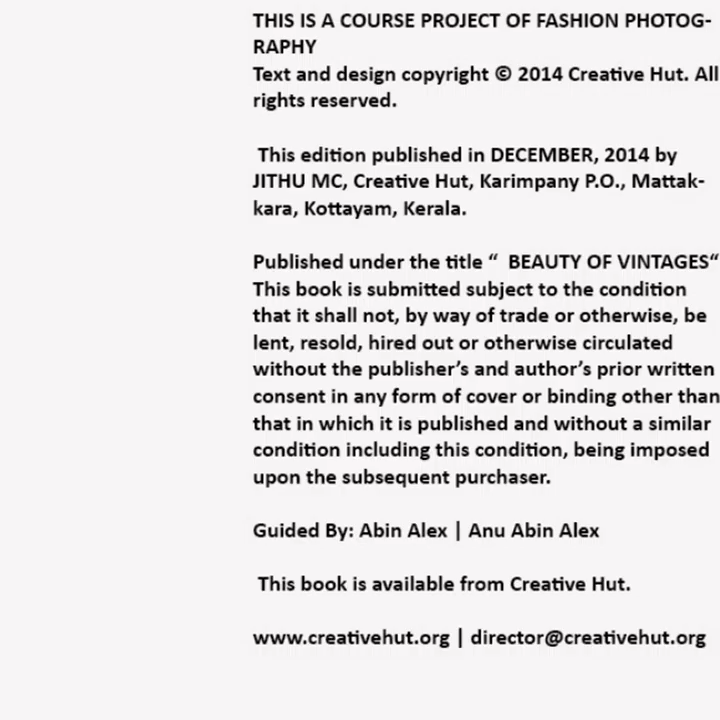 THIS IS A COURSE PROJECT OF FASHION PHOTOG-
RAPHY
Text and design copyright © 2014 Creative Hut. All
rights reserved.
This edition published in DECEMBER, 2014 by
JITHU MC, Creative Hut, Karimpany P.O., Mattak-
kara, Kottayam, Kerala.
Published under the title “  BEAUTY OF VINTAGES“
This book is submitted subject to the condition
that it shall not, by way of trade or otherwise, be
lent, resold, hired out or otherwise circulated
without the publisher’s and author’s prior written
consent in any form of cover or binding other than
that in which it is published and without a similar
condition including this condition, being imposed
upon the subsequent purchaser.
Guided By: Abin Alex | Anu Abin Alex
This book is available from Creative Hut.
www.creativehut.org | director@creativehut.org